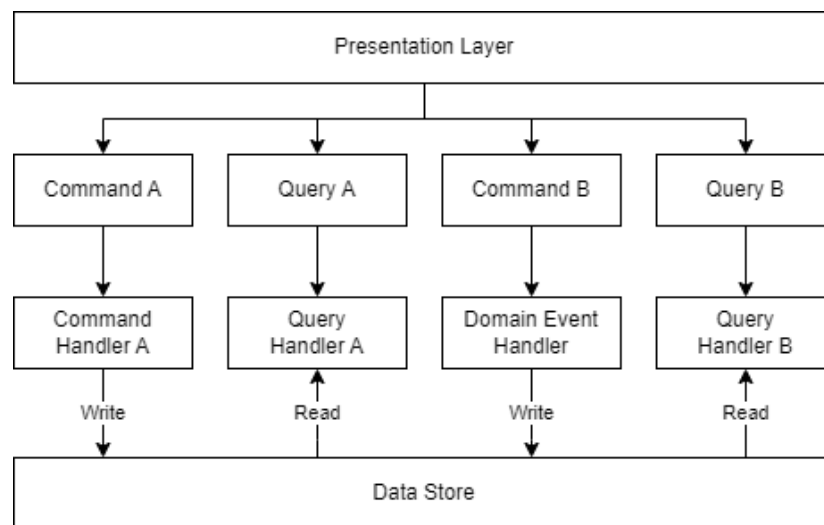 Presentation Layer
Command A
Query A
Command B
Query B
Command
Handler A
Query
Handler A
Domain Event
Handler
Query
Handler B
Write
Read
Write
Read
Data Store